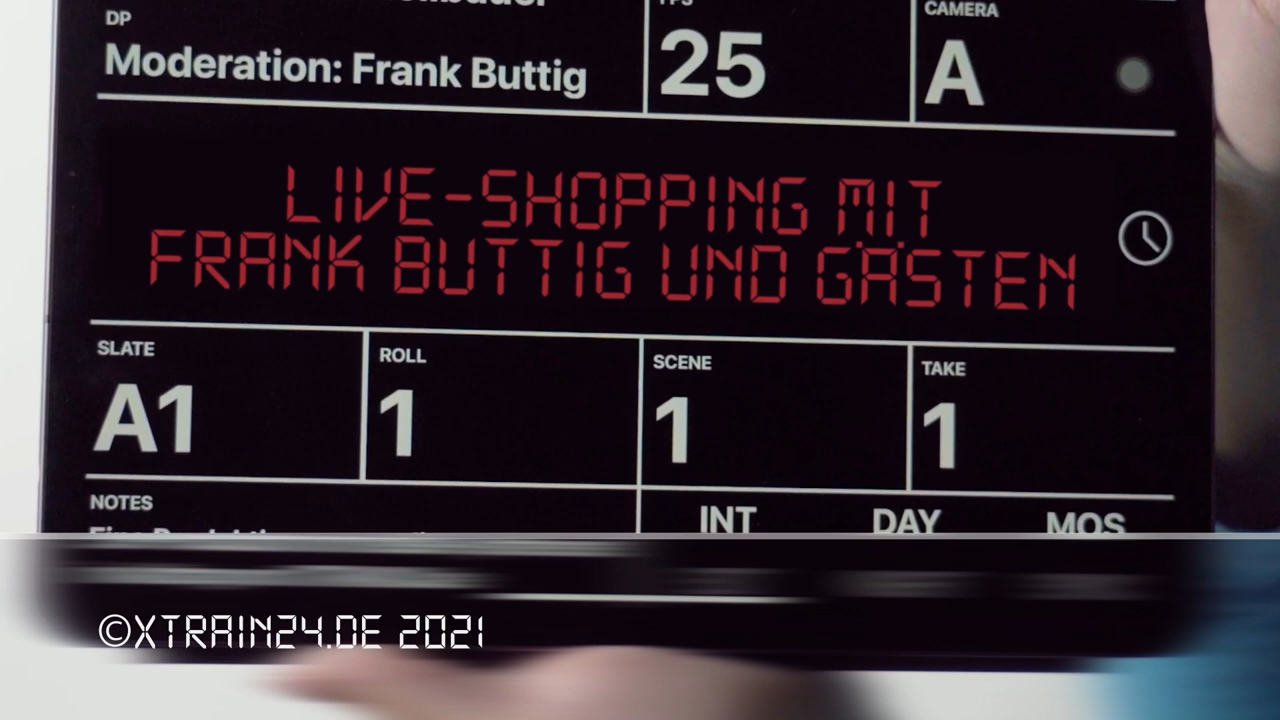 DP
CAMERA
Moderation: Frank Buttig
25
A
LIVE-SHOPPING MIT
FRANK BUTTIG UND GÄSTEN
SLATE
ROLL
SCENE
TAKE
A1
1
1
1
NOTES
INT
DAY
MOS
©XTRAIN24.DE 2021